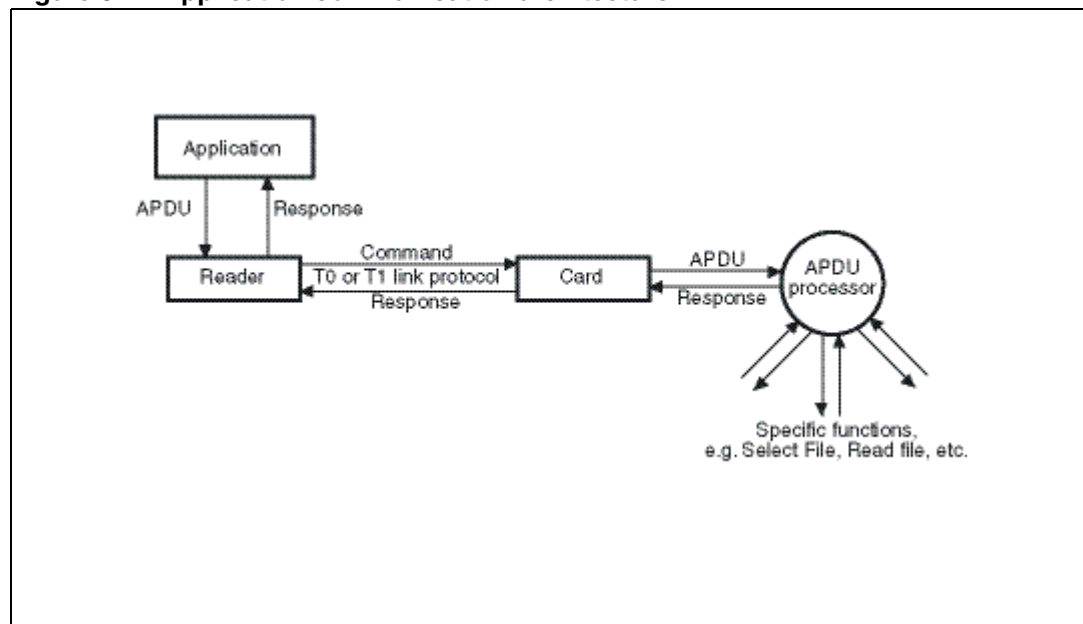 Application
APDU
Response
Command
Reader
T0 or T1 link protocol
Response
Card
APDU
Response
APDU
processor
Specific functions,
e.g. Select File, Read file, etc.